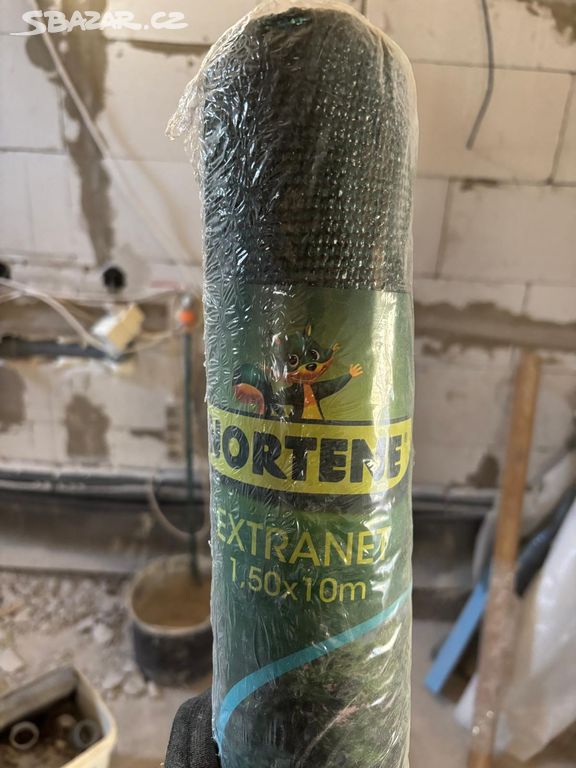 SBAZAR.CZ
NORTENE
EXTRANET
1,50x10m